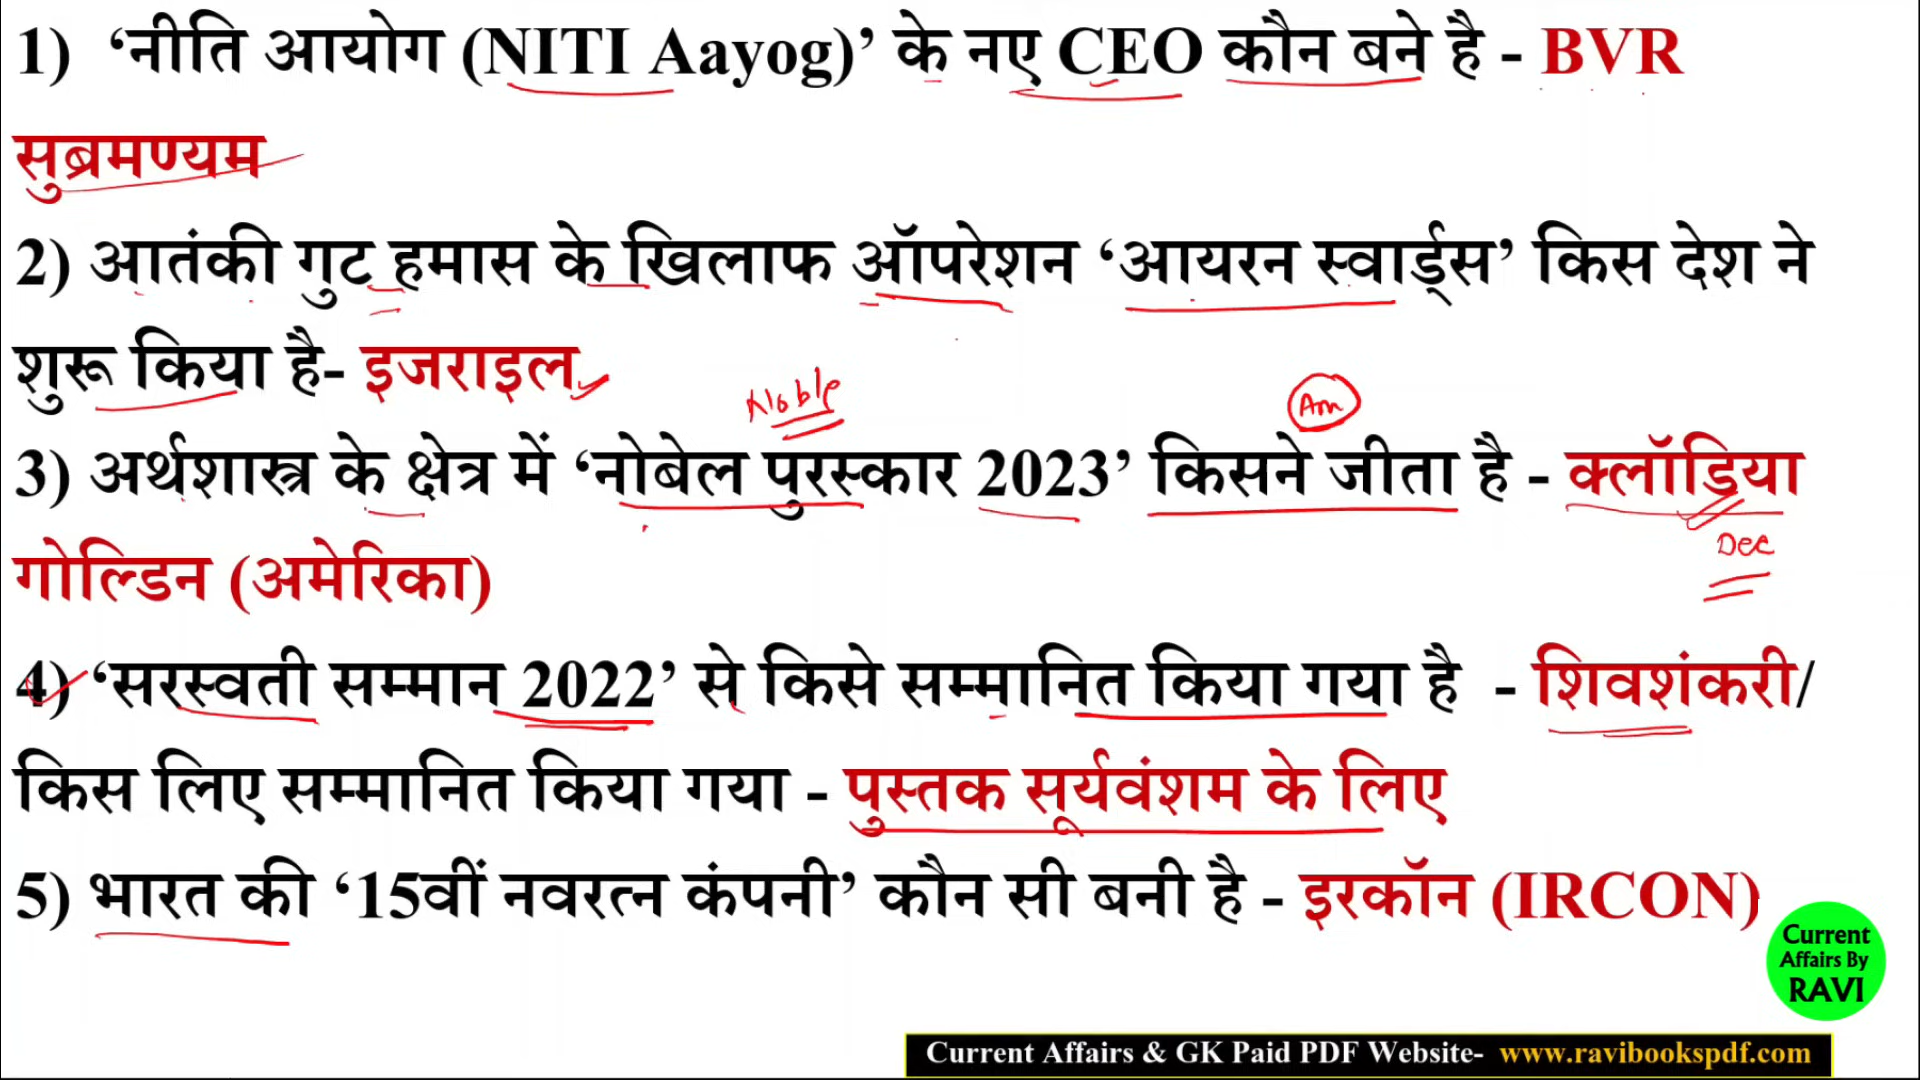 1) ‘नीति आयोग (NITI Aayog)’ के नए CEO कौन बने है - BVR
सुब्रमण्यम
2) आतंकी गुट हमास के खिलाफ ऑपरेशन ‘आयरन स्वार्ड्स’ किस देश ने
शुरू किया है- इजराइल
Noble
Am
3) अर्थशास्त्र के क्षेत्र में ‘नोबेल पुरस्कार 2023’ किसने जीता है - क्लॉडिया
Dec
गोल्डिन (अमेरिका)
4) ‘सरस्वती सम्मान 2022’ से किसे सम्मानित किया गया है - शिवशंकरी/
किस लिए सम्मानित किया गया - पुस्तक सूर्यवंशम के लिए
5) भारत की ‘15वीं नवरत्न कंपनी’ कौन सी बनी है - इरकॉन (IRCON)
Current
Affairs By
RAVI
Current Affairs & GK Paid PDF Website- www.ravibookspdf.com